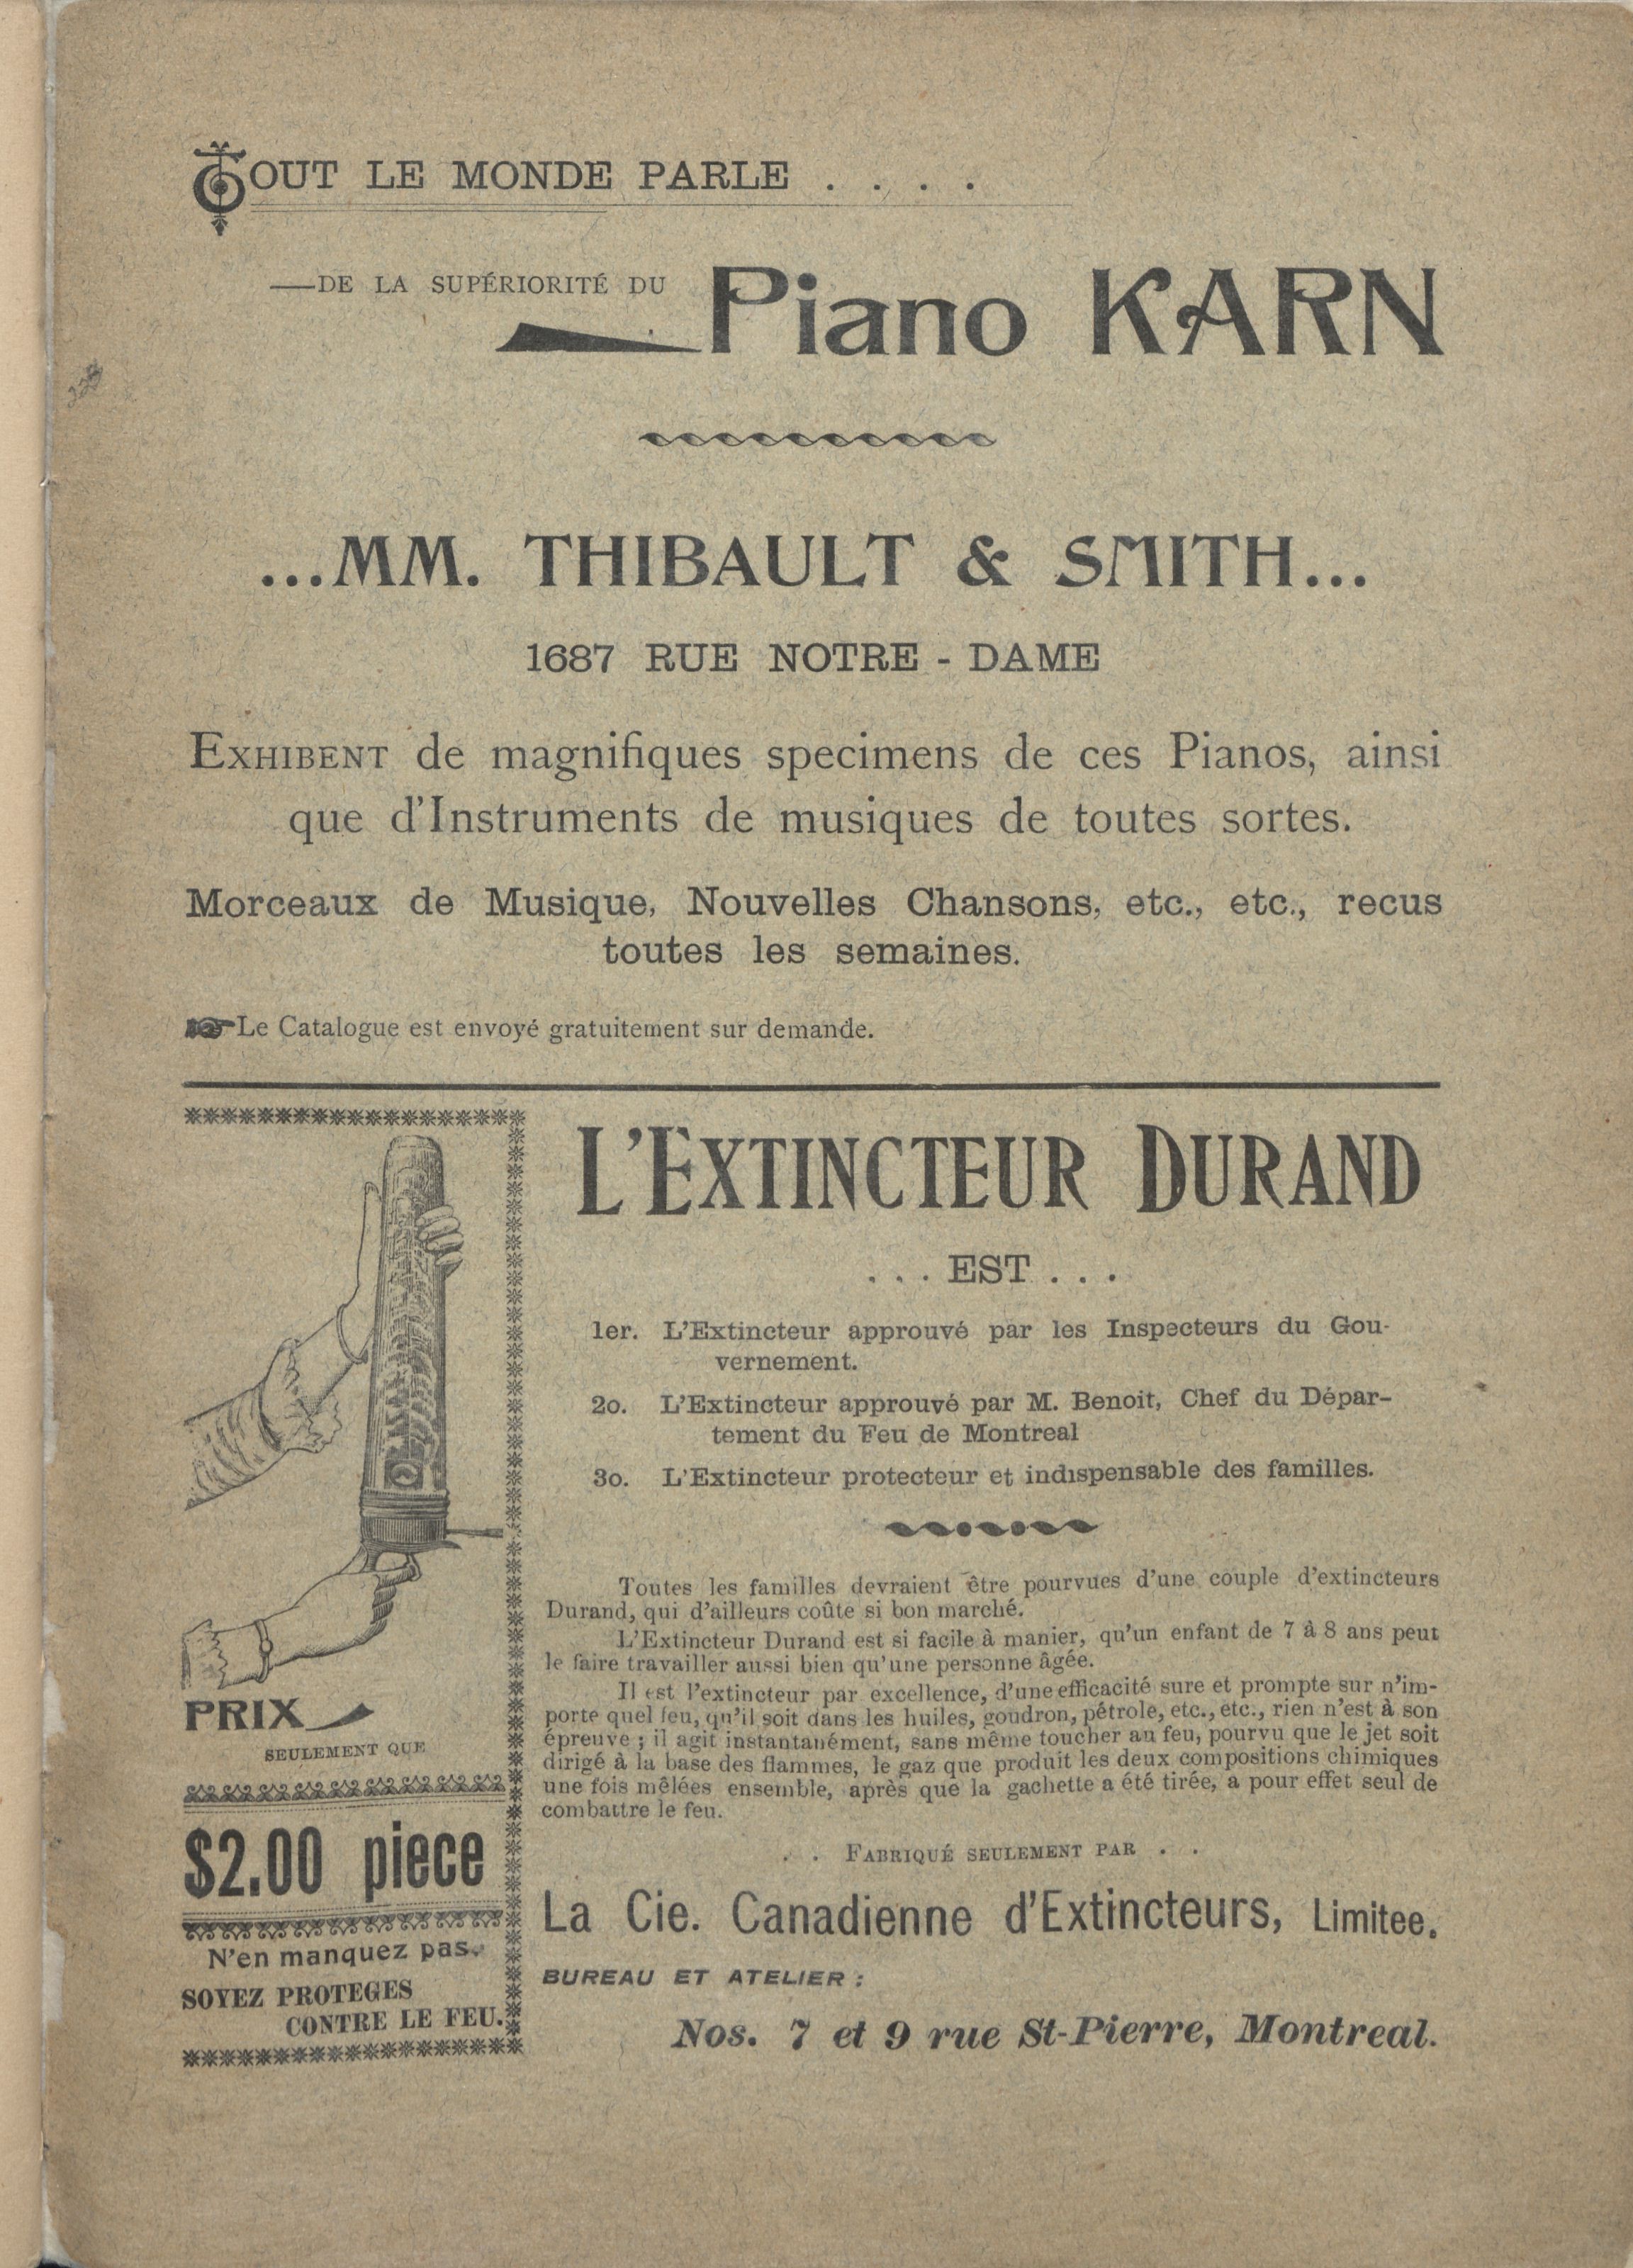 TOUT LE MONDE PARLE . . . .
—DE LA SUPÉRIORITÉ DU
Piano KARN
...MM. THIBAULT & SMITH...
1687 RUE NOTRE - DAME
EXHIBENT de magnifiques specimens de ces Pianos, ainsi
que d'Instruments de musiques de toutes sortes.
Morceaux de Musique, Nouvelles Chansons, etc., etc., recus
toutes les semaines.
Le Catalogue est envoyé gratuitement sur demande.
PRIX
SEULEMENT QUE
$2.00 piece
N'en manquez pas.
SOYEZ PROTEGES
CONTRE LE FEU.
L'EXTINCTEUR DURAND
. . . EST . . .
1er. L'Extincteur approuvé par les Inspecteurs du Gou-
vernement.
2o. L'Extincteur approuvé par M. Benoit, Chef du Dépar-
tement du Feu de Montreal
3o. L'Extincteur protecteur et indispensable des familles.
Toutes les familles devraient être pourvues d'une couple d'extincteurs
Durand, qui d'ailleurs coûte si bon marché.
L'Extincteur Durand est si facile à manier, qu'un enfant de 7 à 8 ans peut
le faire travailler aussi bien qu'une personne âgée.
Il est l'extincteur par excellence, d'une efficacité sure et prompte sur n'im-
porte quel feu, qu'il soit dans les huiles, goudron, pétrole, etc., etc., rien n'est à son
épreuve ; il agit instantanément, sans même toucher au feu, pourvu que le jet soit
dirigé à la base des flammes, le gaz que produit les deux compositions chimiques
une fois mêlées ensemble, après que la gachette a été tirée, a pour effet seul de
combattre le feu.
. . FABRIQUÉ SEULEMENT PAR . .
La Cie. Canadienne d'Extincteurs, Limitee.
BUREAU ET ATELIER :
Nos. 7 et 9 rue St-Pierre, Montreal.